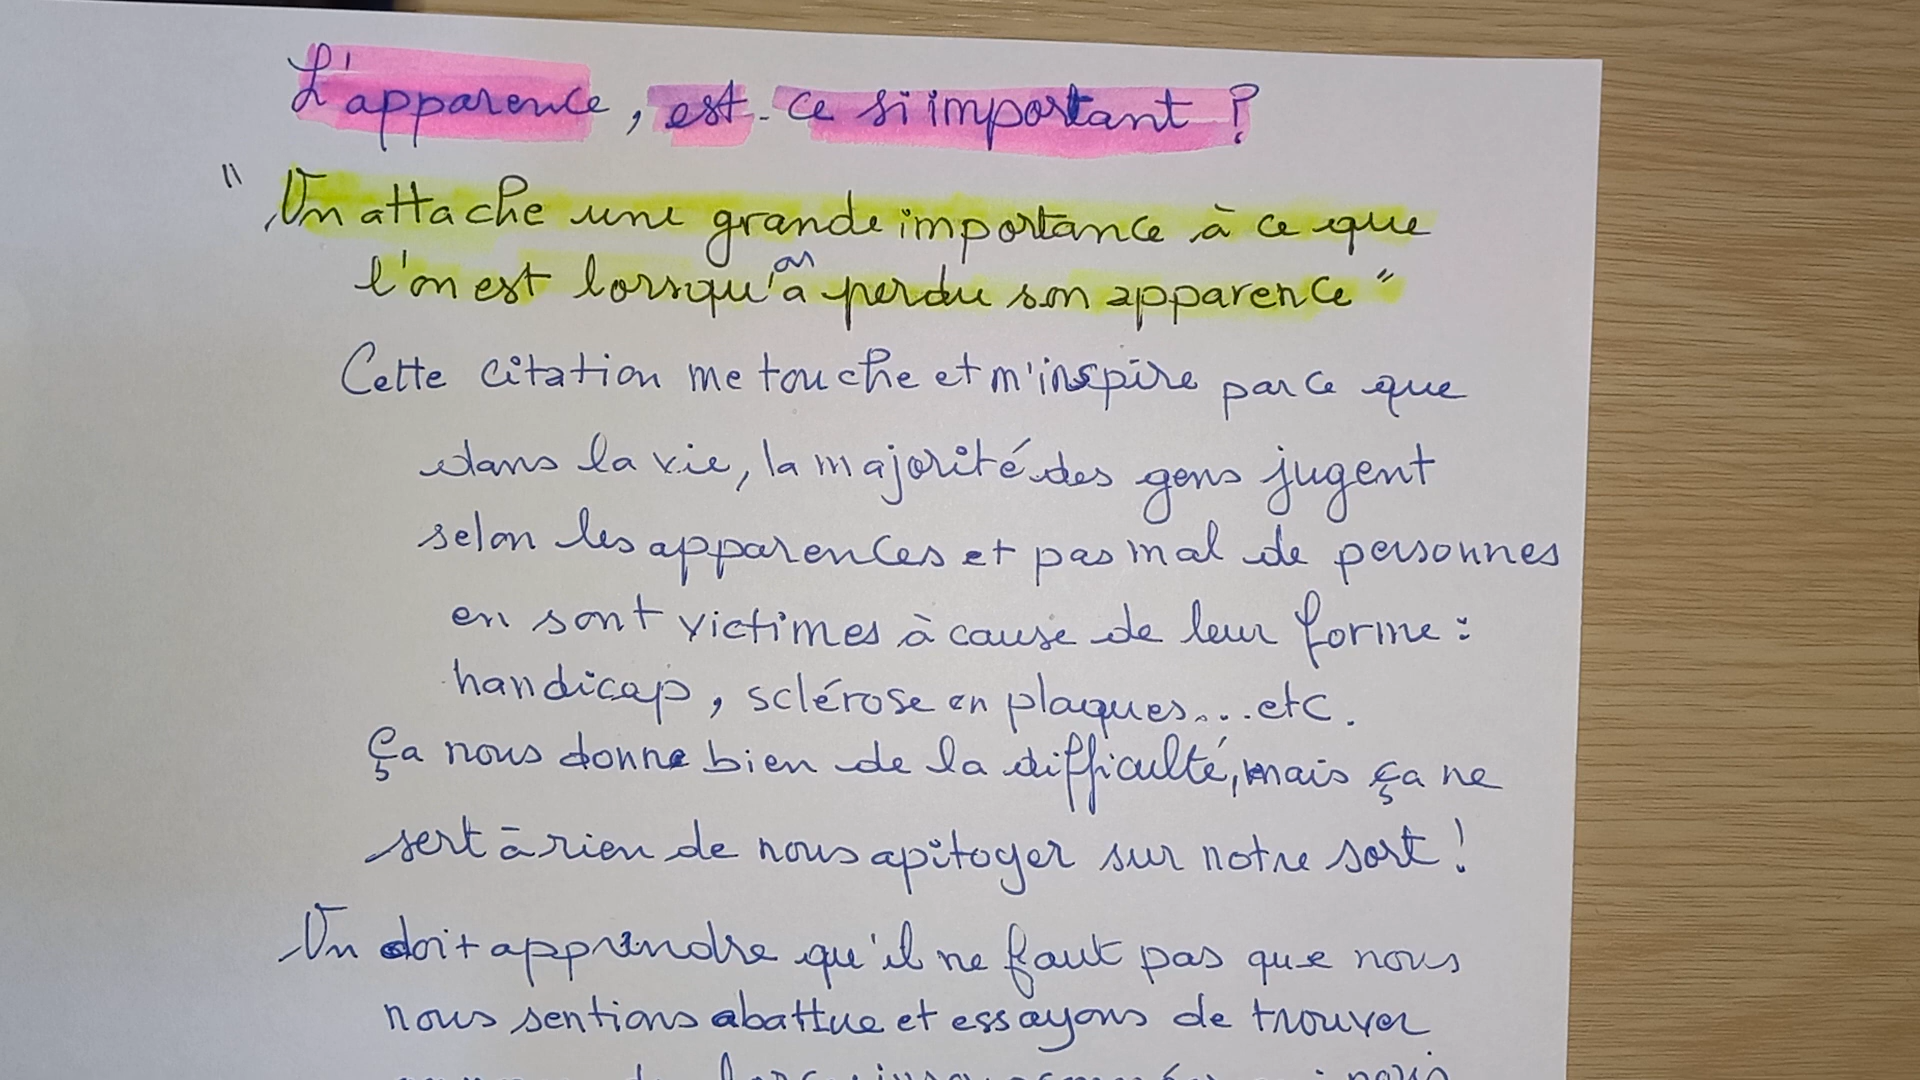 L'apparence, est-ce si important ?
" On attache une grande importance à ce que
l'on est lorsqu'on a perdu son apparence "
Cette citation me touche et m'inspire parce que
dans la vie, la majorité des gens jugent
selon les apparences et pas mal de personnes
en sont victimes à cause de leur forme :
handicap, sclérose en plaques... etc.
Ça nous donne bien de la difficulté, mais ça ne
sert à rien de nous apitoyer sur notre sort !
On doit apprendre qu'il ne faut pas que nous
nous sentions abattue et essayons de trouver